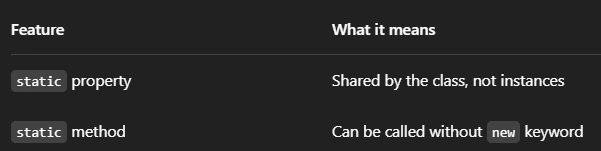 Feature What it means
static property Shared by the class, not instances
static method Can be called without new keyword